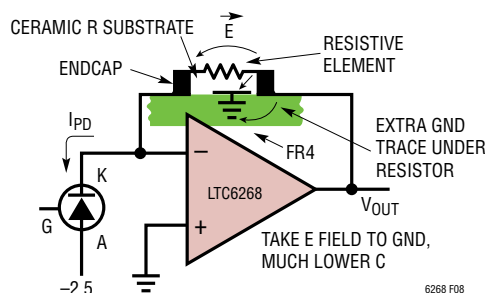 CERAMIC R SUBSTRATE
E
RESISTIVE
ELEMENT
ENDCAP
IPD
EXTRA GND
TRACE UNDER
RESISTOR
FR4
K
–
LTC6268
G
A
+
VOUT
TAKE E FIELD TO GND,
MUCH LOWER C
–2.5
6268 F08